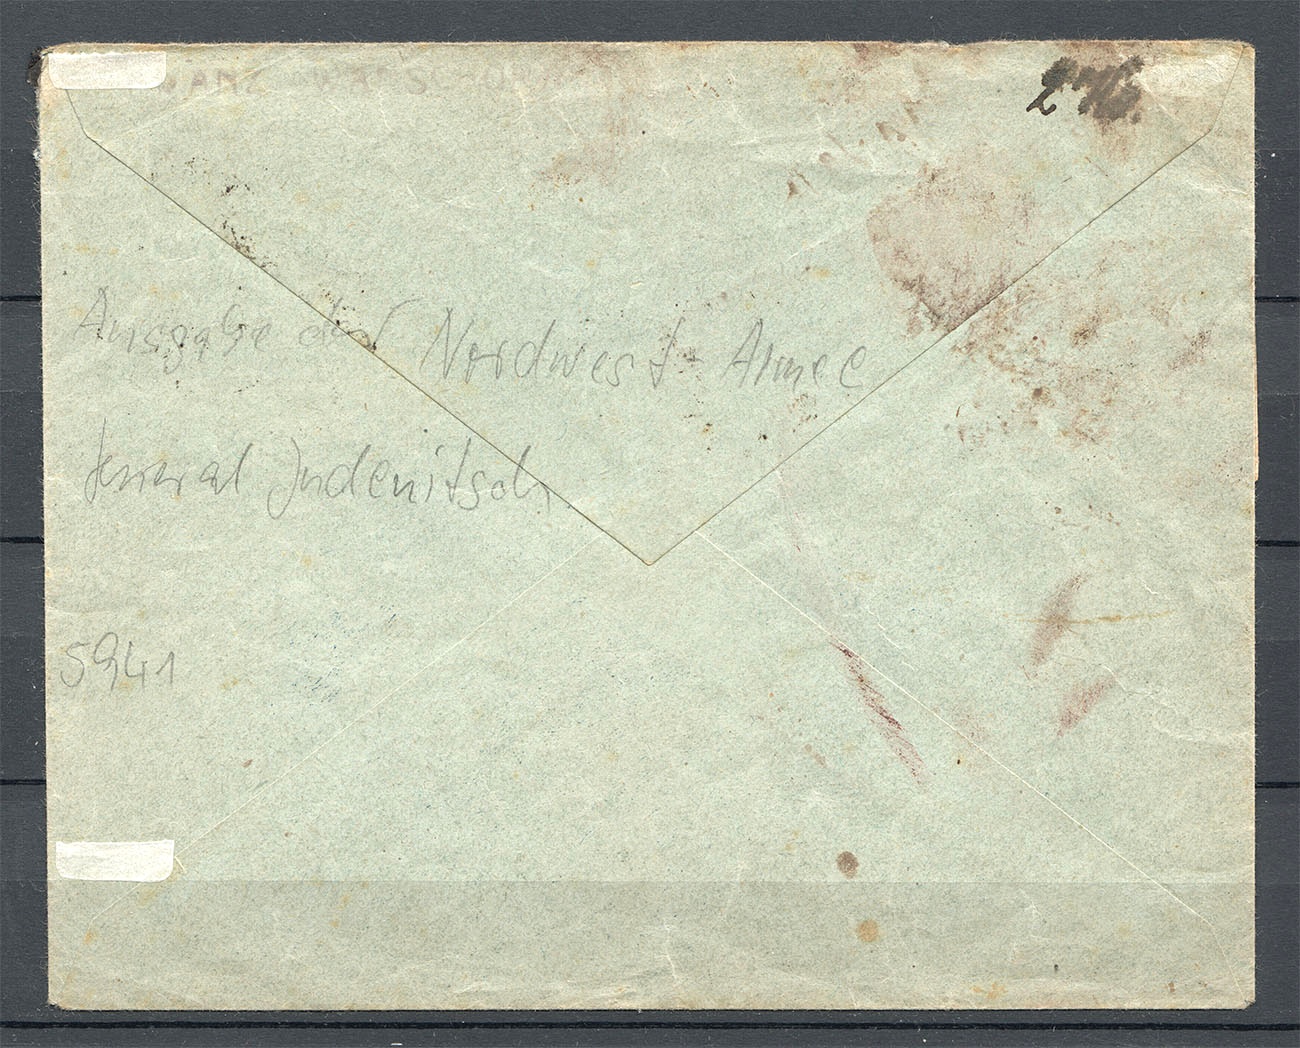 Ausgabe der Nordwest-Armee
General Judenitsch
5941